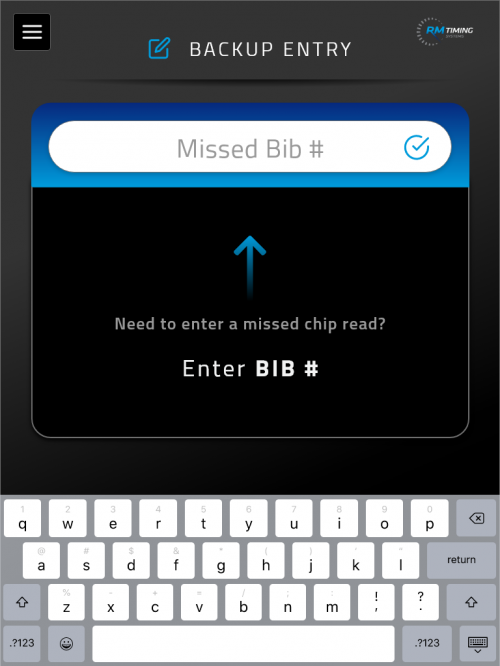 BACKUP ENTRY
RM TIMING
SYSTEMS
Missed Bib #
Need to enter a missed chip read?
Enter BIB #
1 2 3 4 5 6 7 8 9 0
q w e r t y u i o p
@ # $ & * ( ) ' "
a s d f g h j k l return
% - + = / ; : ! ?
z x c v b n m , .
.?123 .?123